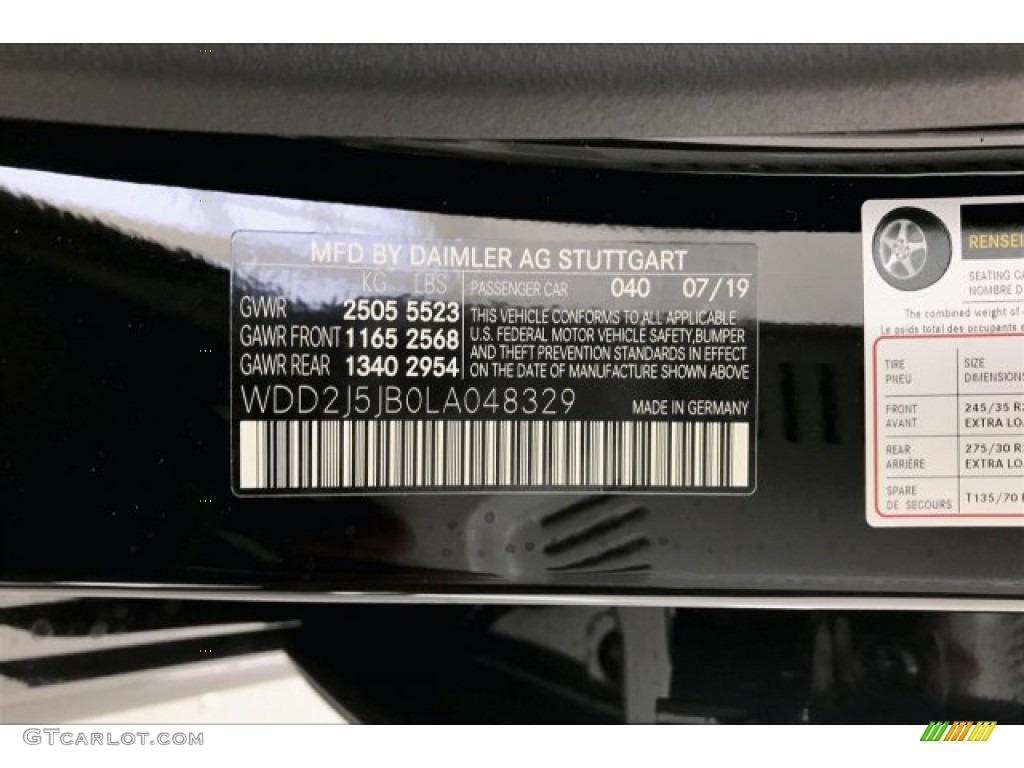 MFD BY DAIMLER AG STUTTGART
KG LBS
GVWR 2505 5523
GAWR FRONT 1165 2568
GAWR REAR 1340 2954
PASSENGER CAR 040 07/19
THIS VEHICLE CONFORMS TO ALL APPLICABLE
U.S. FEDERAL MOTOR VEHICLE SAFETY,BUMPER
AND THEFT PREVENTION STANDARDS IN EFFECT
ON THE DATE OF MANUFACTURE SHOWN ABOVE
WDD2J5JB0LA048329 MADE IN GERMANY
RENSEI
SEATING CA
NOMBRE D
The combined weight of
Le poids total des occupants e
TIRE SIZE
PNEU DIMENSIONS
FRONT 245/35 R
AVANT EXTRA LO
REAR 275/30 R
ARRIÈRE EXTRA LO
SPARE T135/70
DE SECOURS
GTCarLot.com